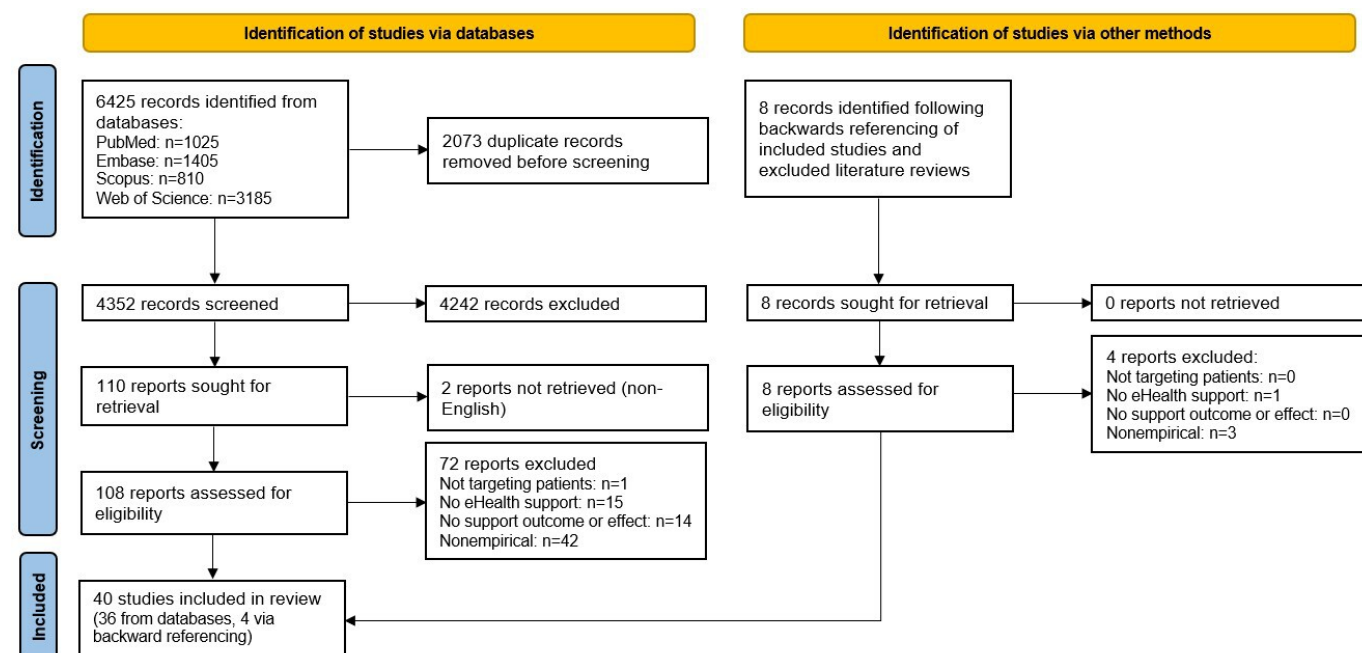 Identification of studies via databases
Identification of studies via other methods
Identification
6425 records identified from
databases:
PubMed: n=1025
Embase: n=1405
Scopus: n=810
Web of Science: n=3185
2073 duplicate records
removed before screening
8 records identified following
backwards referencing of
included studies and
excluded literature reviews
Screening
4352 records screened
4242 records excluded
8 records sought for retrieval
0 reports not retrieved
110 reports sought for
retrieval
2 reports not retrieved (non-
English)
8 reports assessed for
eligibility
4 reports excluded:
Not targeting patients: n=0
No eHealth support: n=1
No support outcome or effect: n=0
Nonempirical: n=3
108 reports assessed for
eligibility
72 reports excluded
Not targeting patients: n=1
No eHealth support: n=15
No support outcome or effect: n=14
Nonempirical: n=42
Included
40 studies included in review
(36 from databases, 4 via
backward referencing)